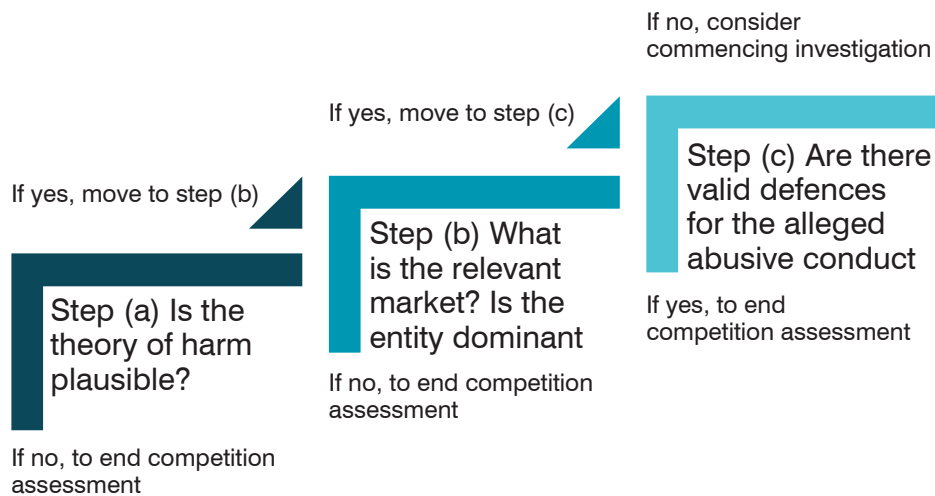 If yes, move to step (b)
Step (a) Is the
theory of harm
plausible?
If no, to end competition
assessment
If yes, move to step (c)
Step (b) What
is the relevant
market? Is the
entity dominant
If no, to end competition
assessment
If no, consider
commencing investigation
Step (c) Are there
valid defences
for the alleged
abusive conduct
If yes, to end
competition assessment